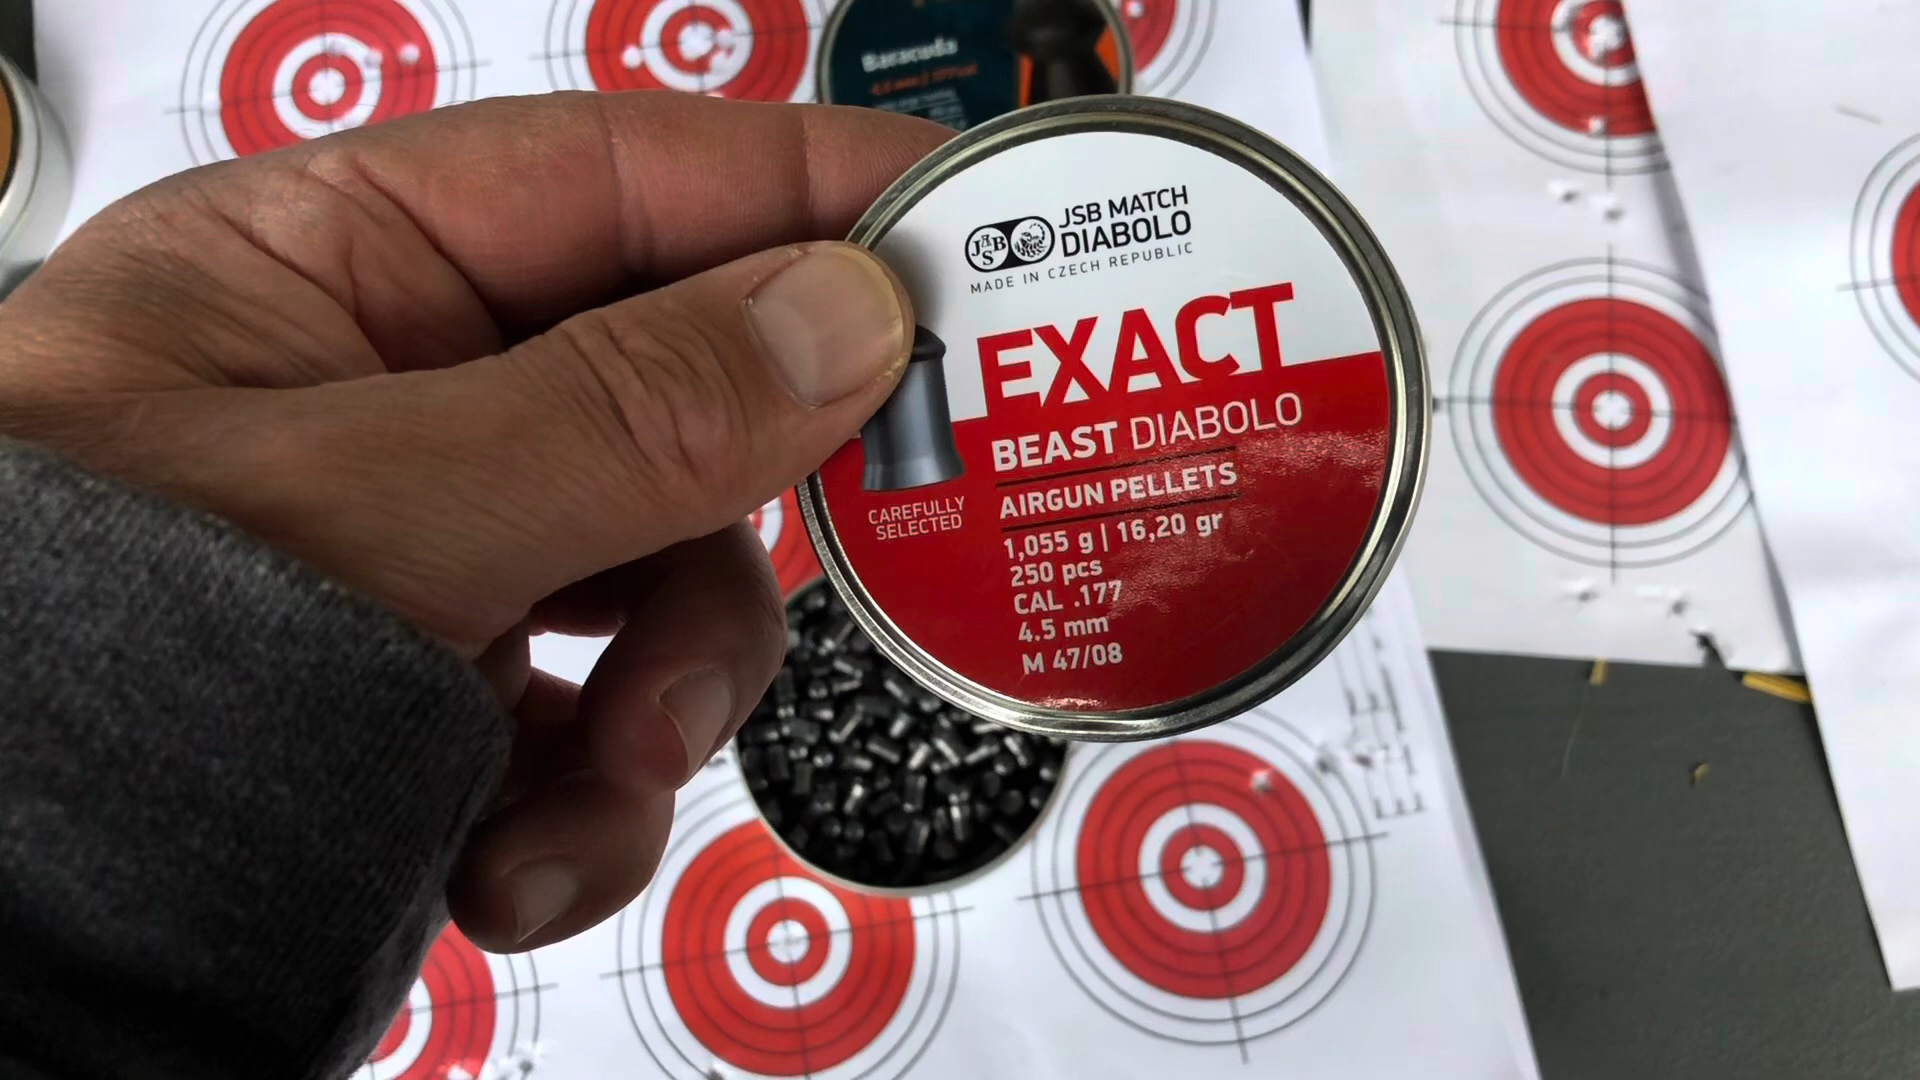 Baracuda
JSB
JSB MATCH
DIABOLO
MADE IN CZECH REPUBLIC
EXACT
BEAST DIABOLO
AIRGUN PELLETS
CAREFULLY
SELECTED
1,055 g | 16,20 gr
250 pcs
CAL .177
4.5 mm
M 47/08